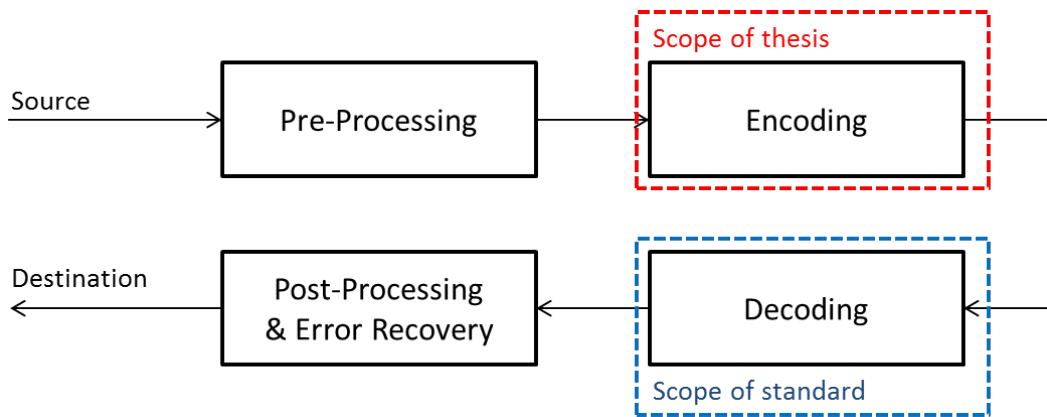 Scope of thesis
Source
Pre-Processing
Encoding
Destination
Post-Processing
& Error Recovery
Decoding
Scope of standard